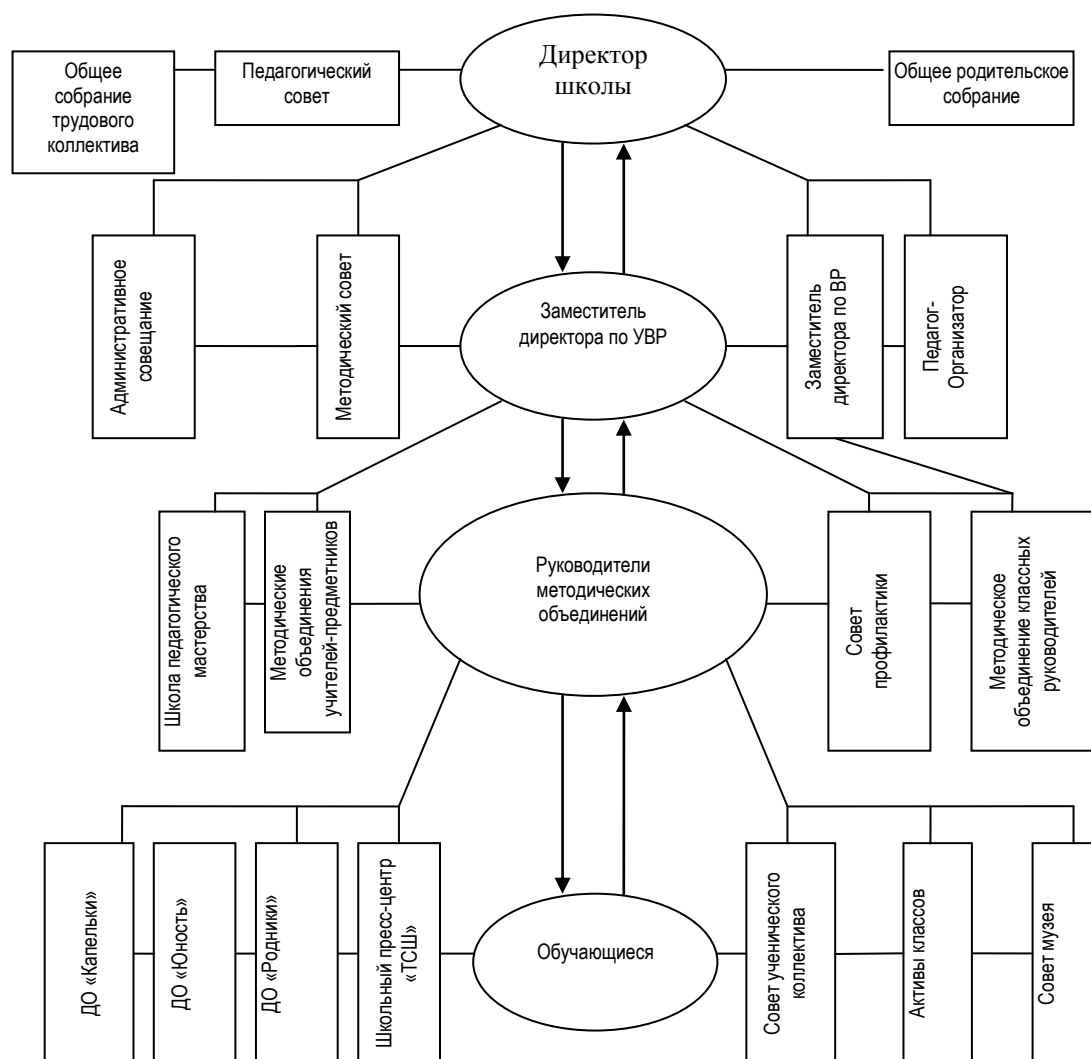 Общее
собрание
трудового
коллектива
Педагогический
совет
Директор
школы
Общее родительское
собрание
Административное
совещание
Методический совет
Заместитель
директора по УВР
Заместитель
директора по ВР
Педагог-
Организатор
Школа педагогического
мастерства
Методические
объединения
учителей-предметников
Руководители
методических
объединений
Совет
профилактики
Методическое
объединение классных
руководителей
ДО «Капельки»
ДО «Юность»
ДО «Родники»
Школьный пресс-центр
«ТСШ»
Обучающиеся
Совет ученического
коллектива
Активы классов
Совет музея